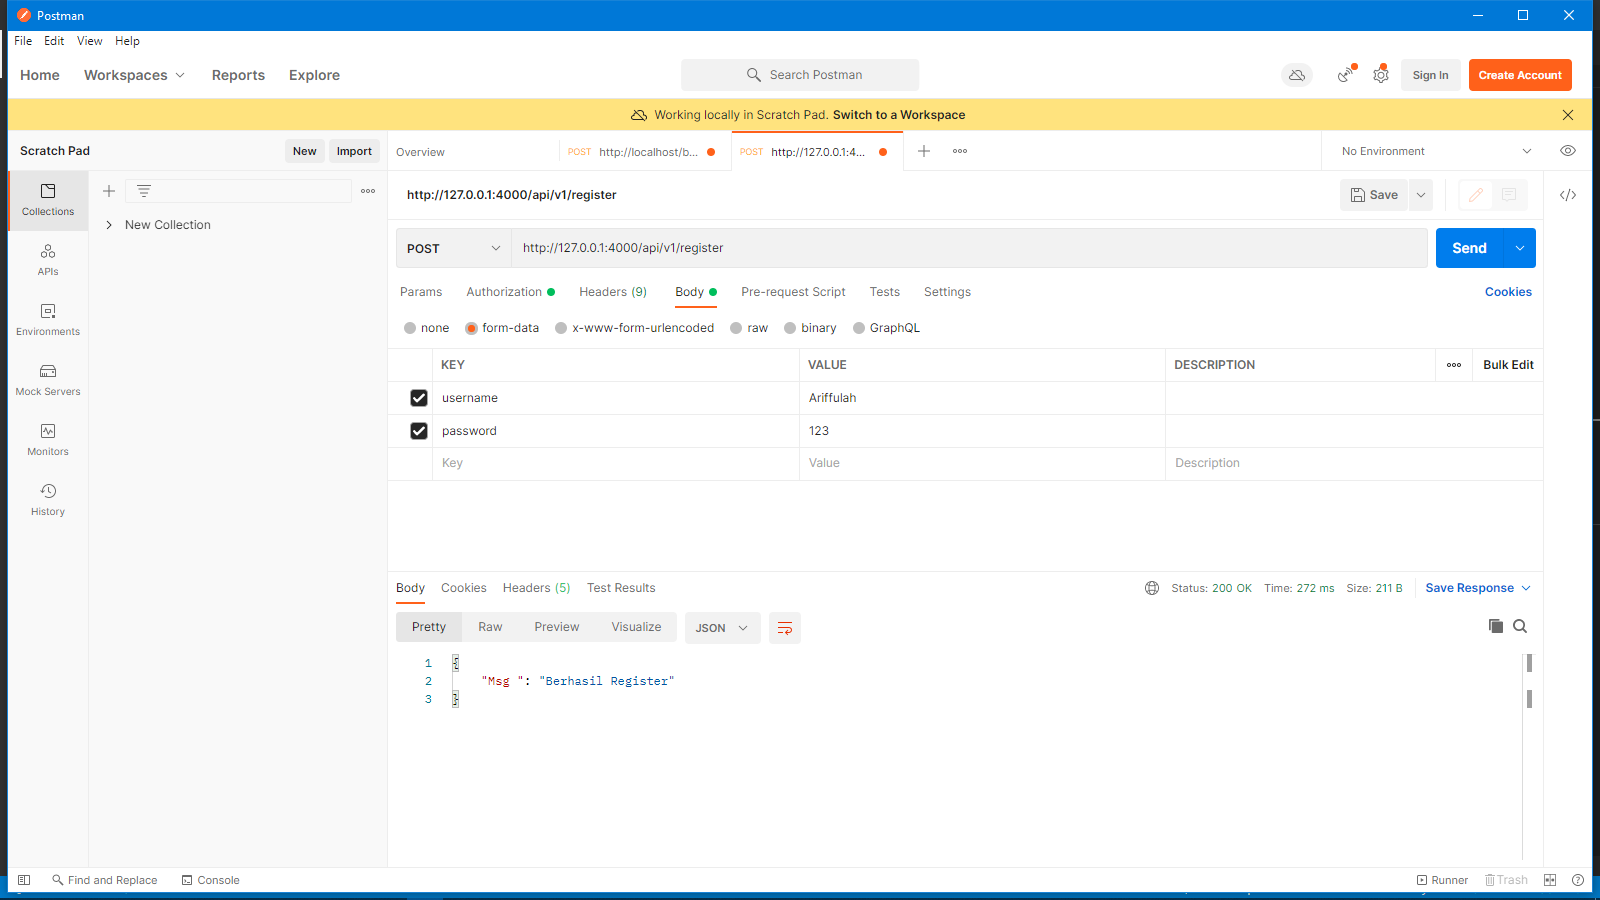 Postman
File Edit View Help
Home Workspaces Reports Explore Search Postman Sign In Create Account
Working locally in Scratch Pad. Switch to a Workspace
Scratch Pad New Import Overview POST http://localhost/b... POST http://127.0.0.1:4... No Environment
http://127.0.0.1:4000/api/v1/register Save
Collections
New Collection
POST http://127.0.0.1:4000/api/v1/register Send
APIs
Params Authorization Headers (9) Body Pre-request Script Tests Settings Cookies
Environments
none form-data x-www-form-urlencoded raw binary GraphQL
KEY VALUE DESCRIPTION Bulk Edit
Mock Servers
username Ariffulah
password 123
Monitors
Key Value Description
History
Body Cookies Headers (5) Test Results Status: 200 OK Time: 272 ms Size: 211 B Save Response
Pretty Raw Preview Visualize JSON
1 {
2 "Msg ": "Berhasil Register"
3 }
Find and Replace Console Runner Trash